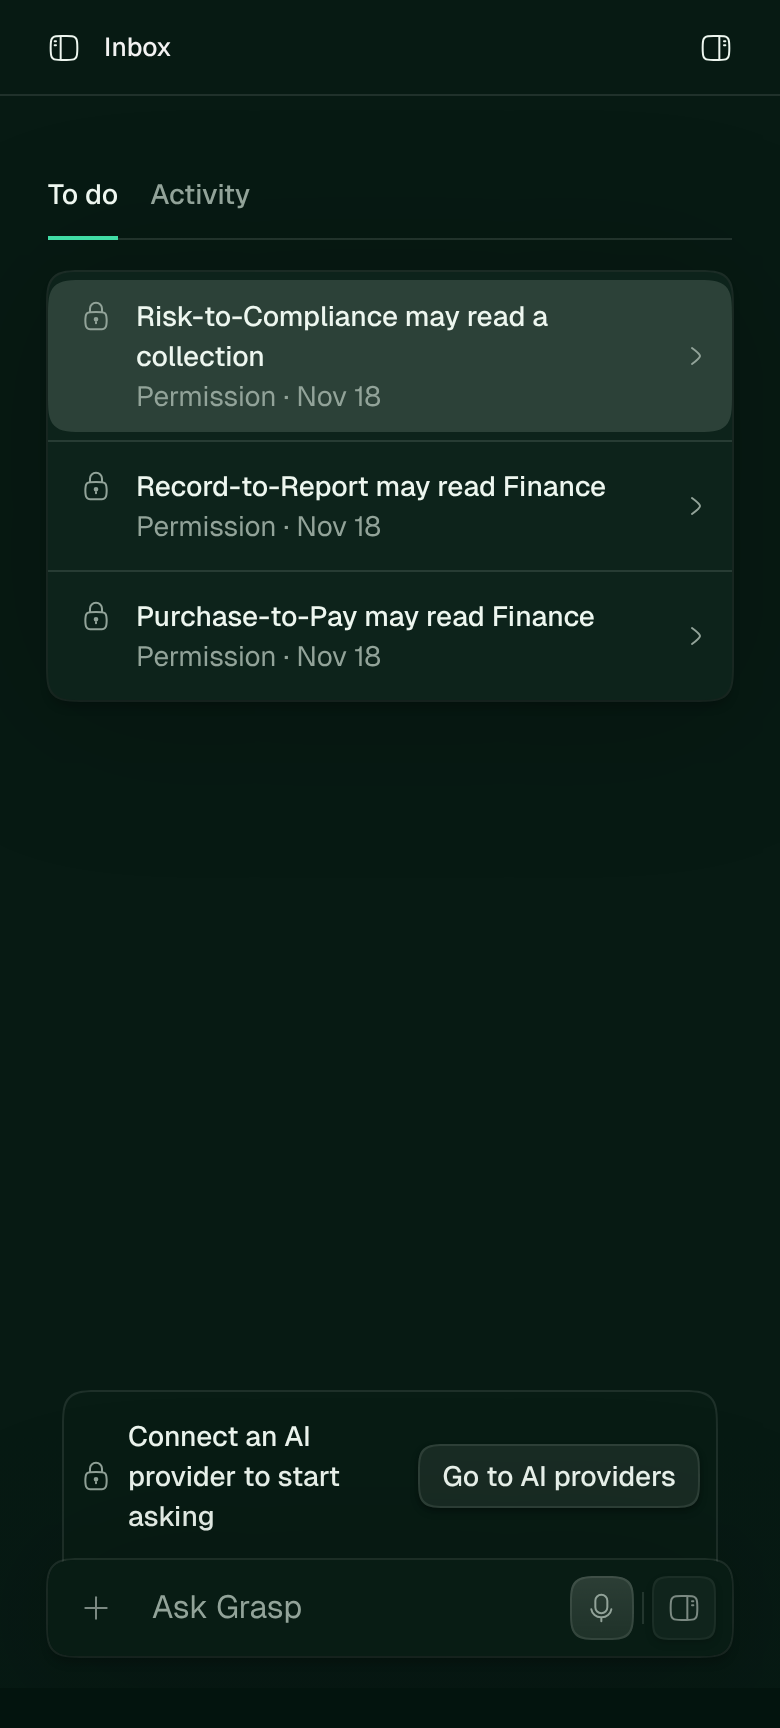 Inbox
To do
Activity
Risk-to-Compliance may read a
collection
Permission · Nov 18
Record-to-Report may read Finance
Permission · Nov 18
Purchase-to-Pay may read Finance
Permission · Nov 18
Connect an AI
provider to start
asking
Go to AI providers
Ask Grasp